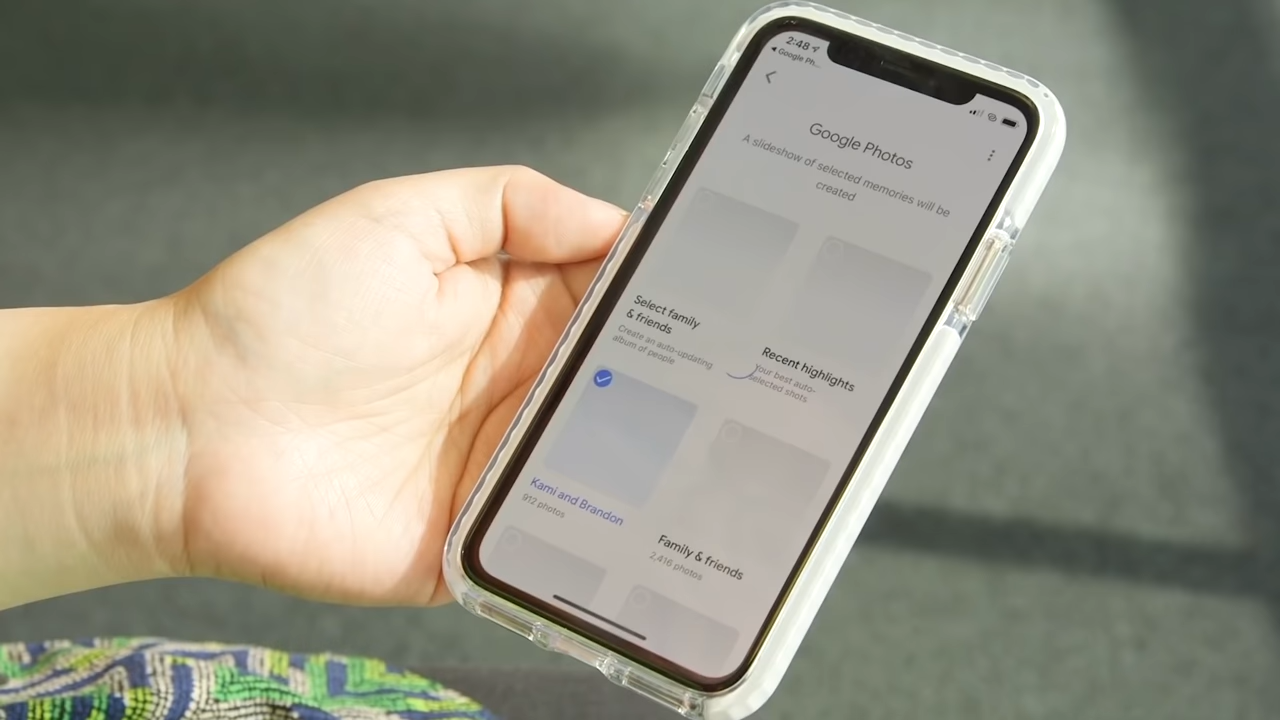 2:48
Google Ph...
Google Photos
A slideshow of selected memories will be
created
Select family
& friends
Create an auto-updating
album of people
Recent highlights
Your best auto-
selected shots
Kami and Brandon
912 photos
Family & friends
2,416 photos